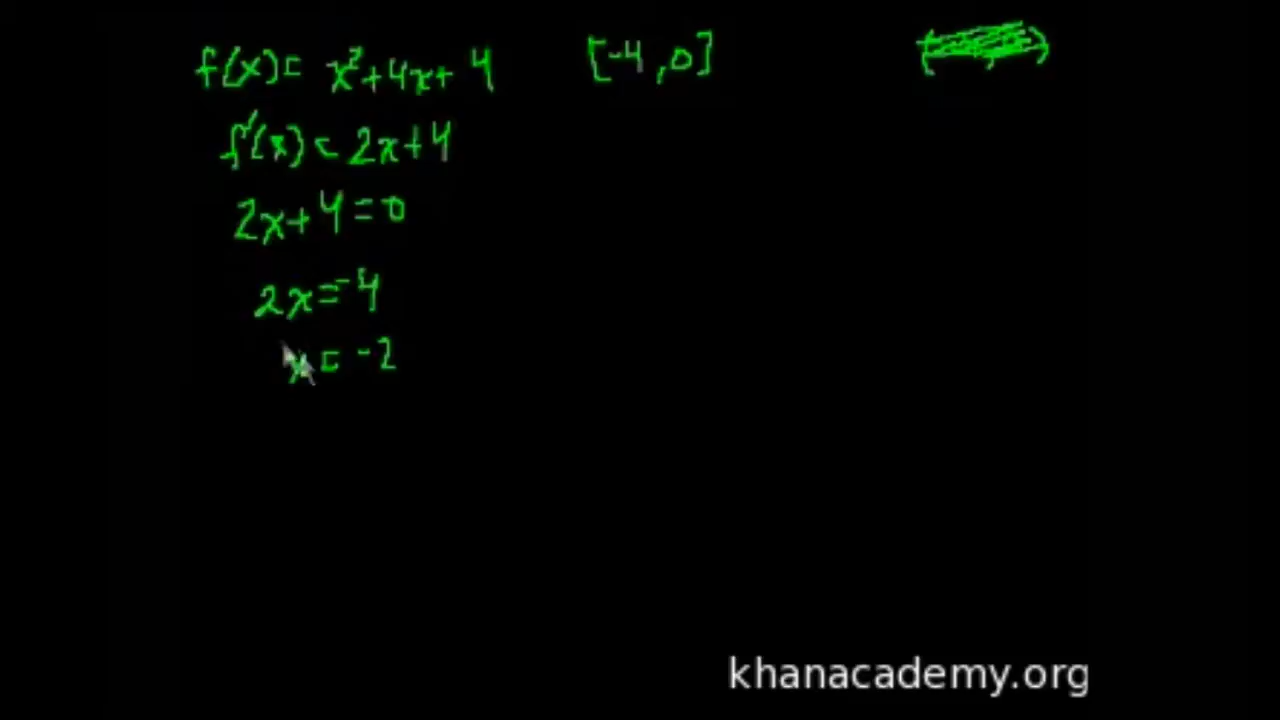 f(x) = x²+4x+ 4 [-4,0]
f'(x) = 2x+4
2x+4=0
2x=-4
x= -2
khanacademy.org